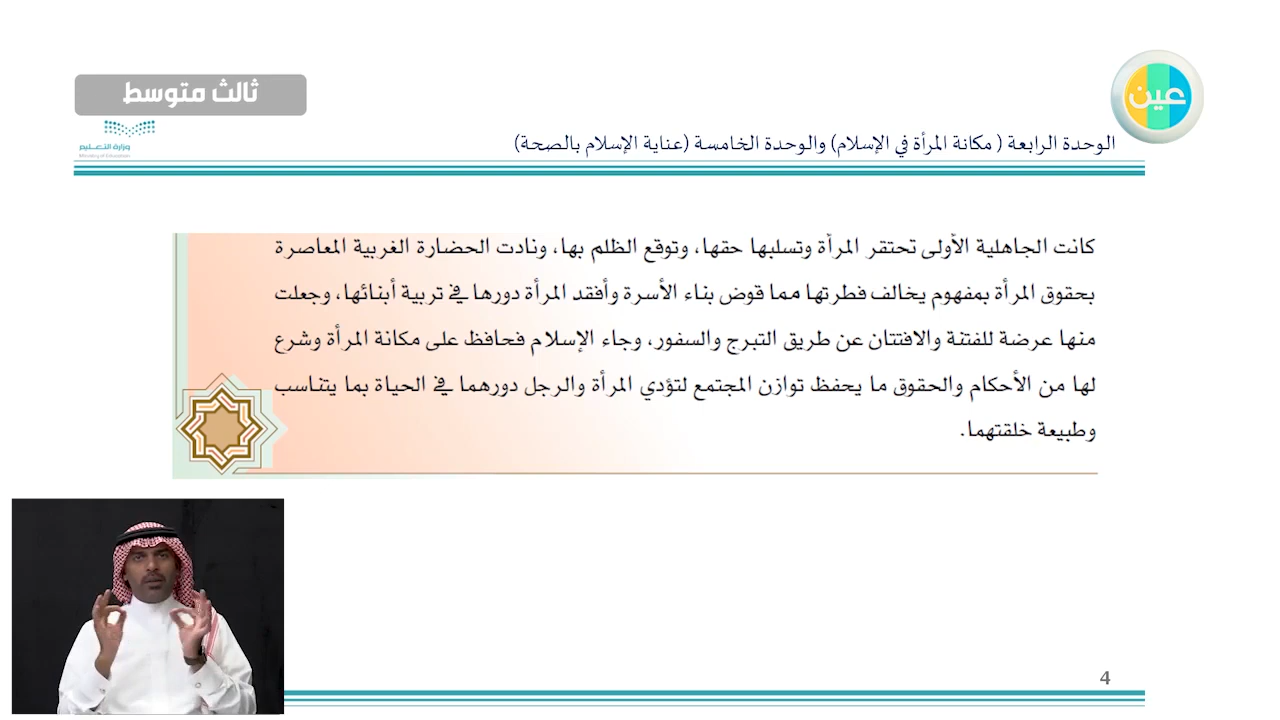 ثالث متوسط
عين
وزارة التعليم
Ministry of Education
الوحدة الرابعة ( مكانة المرأة في الإسلام) والوحدة الخامسة (عناية الإسلام بالصحة)
كانت الجاهلية الأولى تحتقر المرأة وتسلبها حقها، وتوقع الظلم بها، ونادت الحضارة الغربية المعاصرة
بحقوق المرأة بمفهوم يخالف فطرتها مما قوض بناء الأسرة وأفقد المرأة دورها في تربية أبنائها، وجعلت
منها عرضة للفتنة والافتتان عن طريق التبرج والسفور، وجاء الإسلام فحافظ على مكانة المرأة وشرع
لها من الأحكام والحقوق ما يحفظ توازن المجتمع لتؤدي المرأة والرجل دورهما في الحياة بما يتناسب
وطبيعة خلقتهما.
4